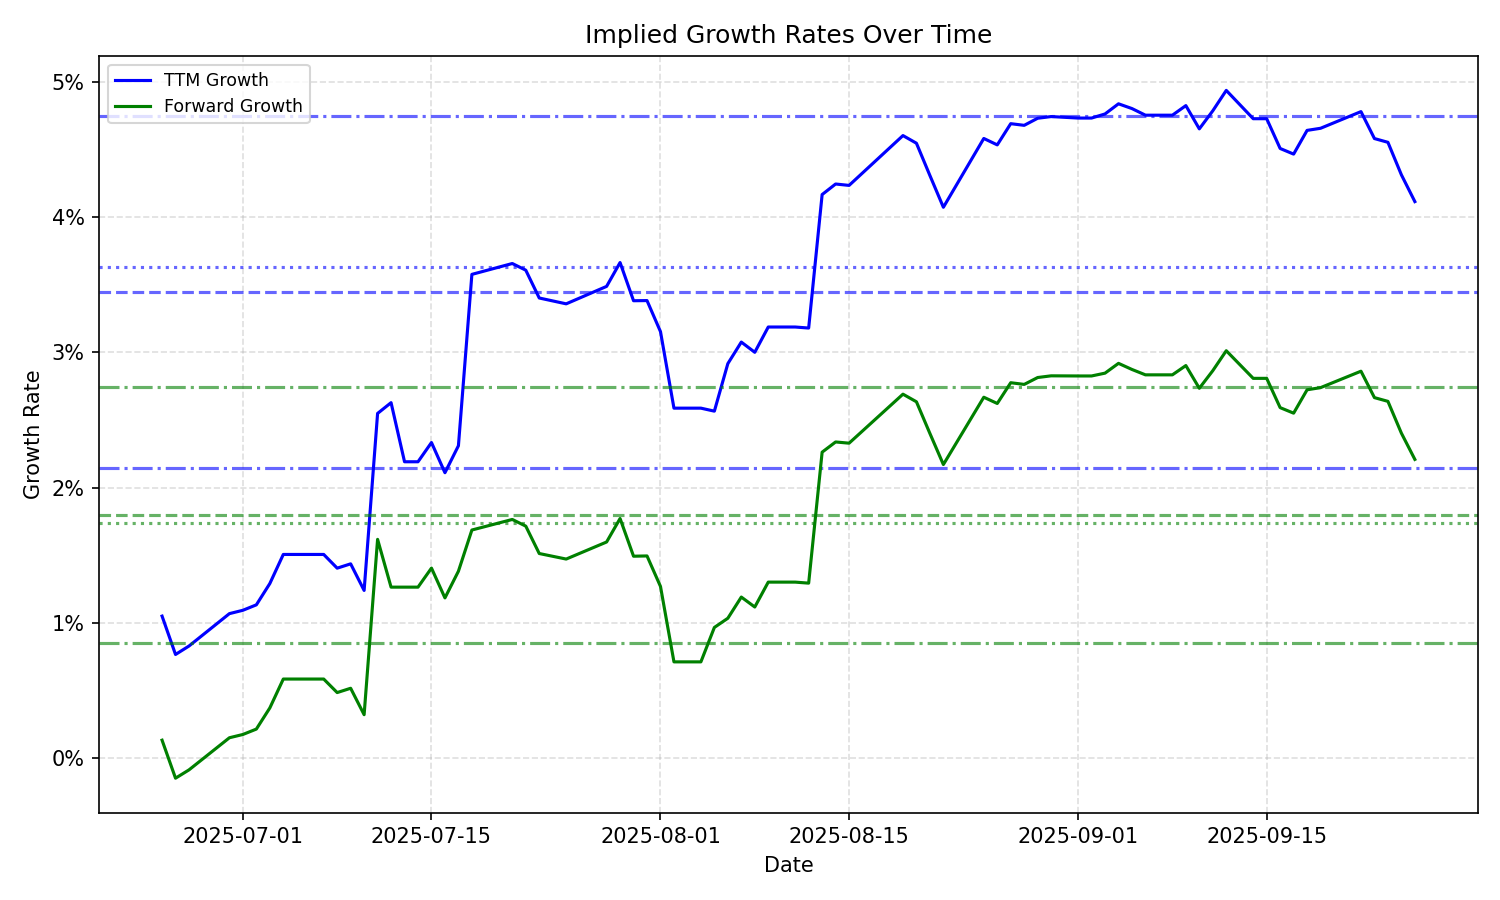 Implied Growth Rates Over Time
TTM Growth
Forward Growth
5%
4%
3%
2%
1%
0%
Growth Rate
2025-07-01 2025-07-15 2025-08-01 2025-08-15 2025-09-01 2025-09-15
Date